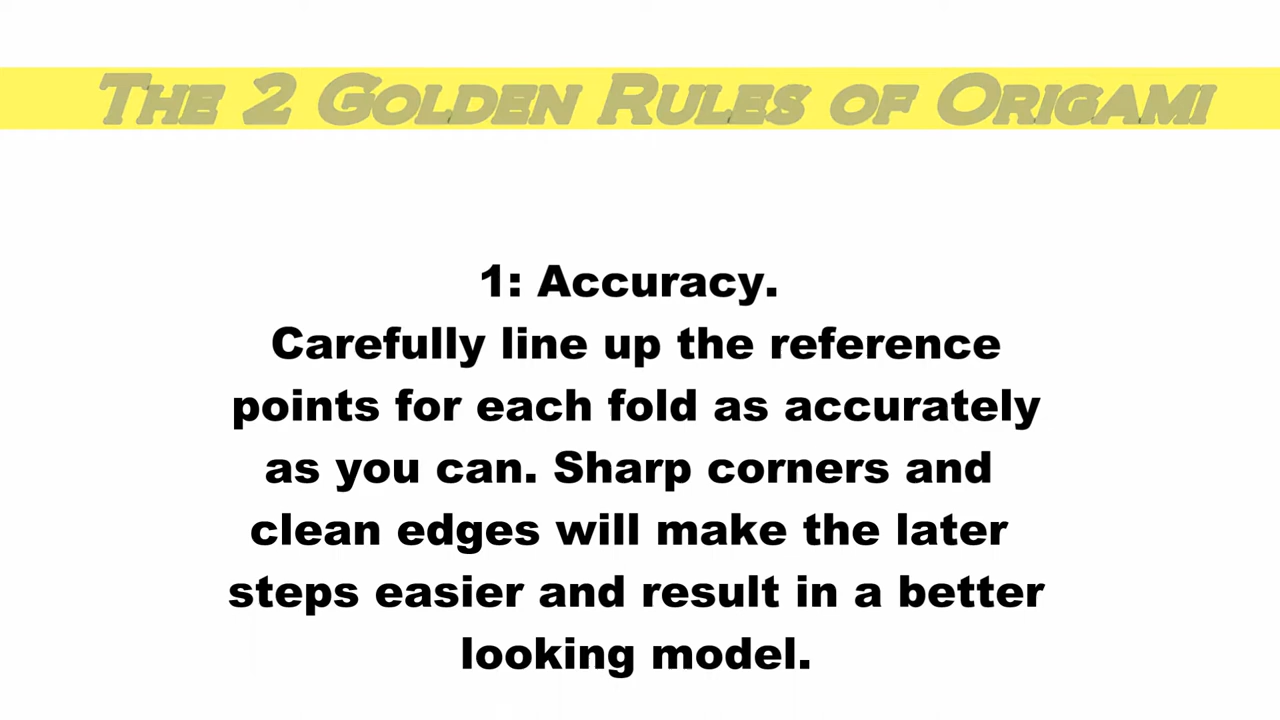 The 2 Golden Rules of Origami
1: Accuracy.
Carefully line up the reference
points for each fold as accurately
as you can. Sharp corners and
clean edges will make the later
steps easier and result in a better
looking model.